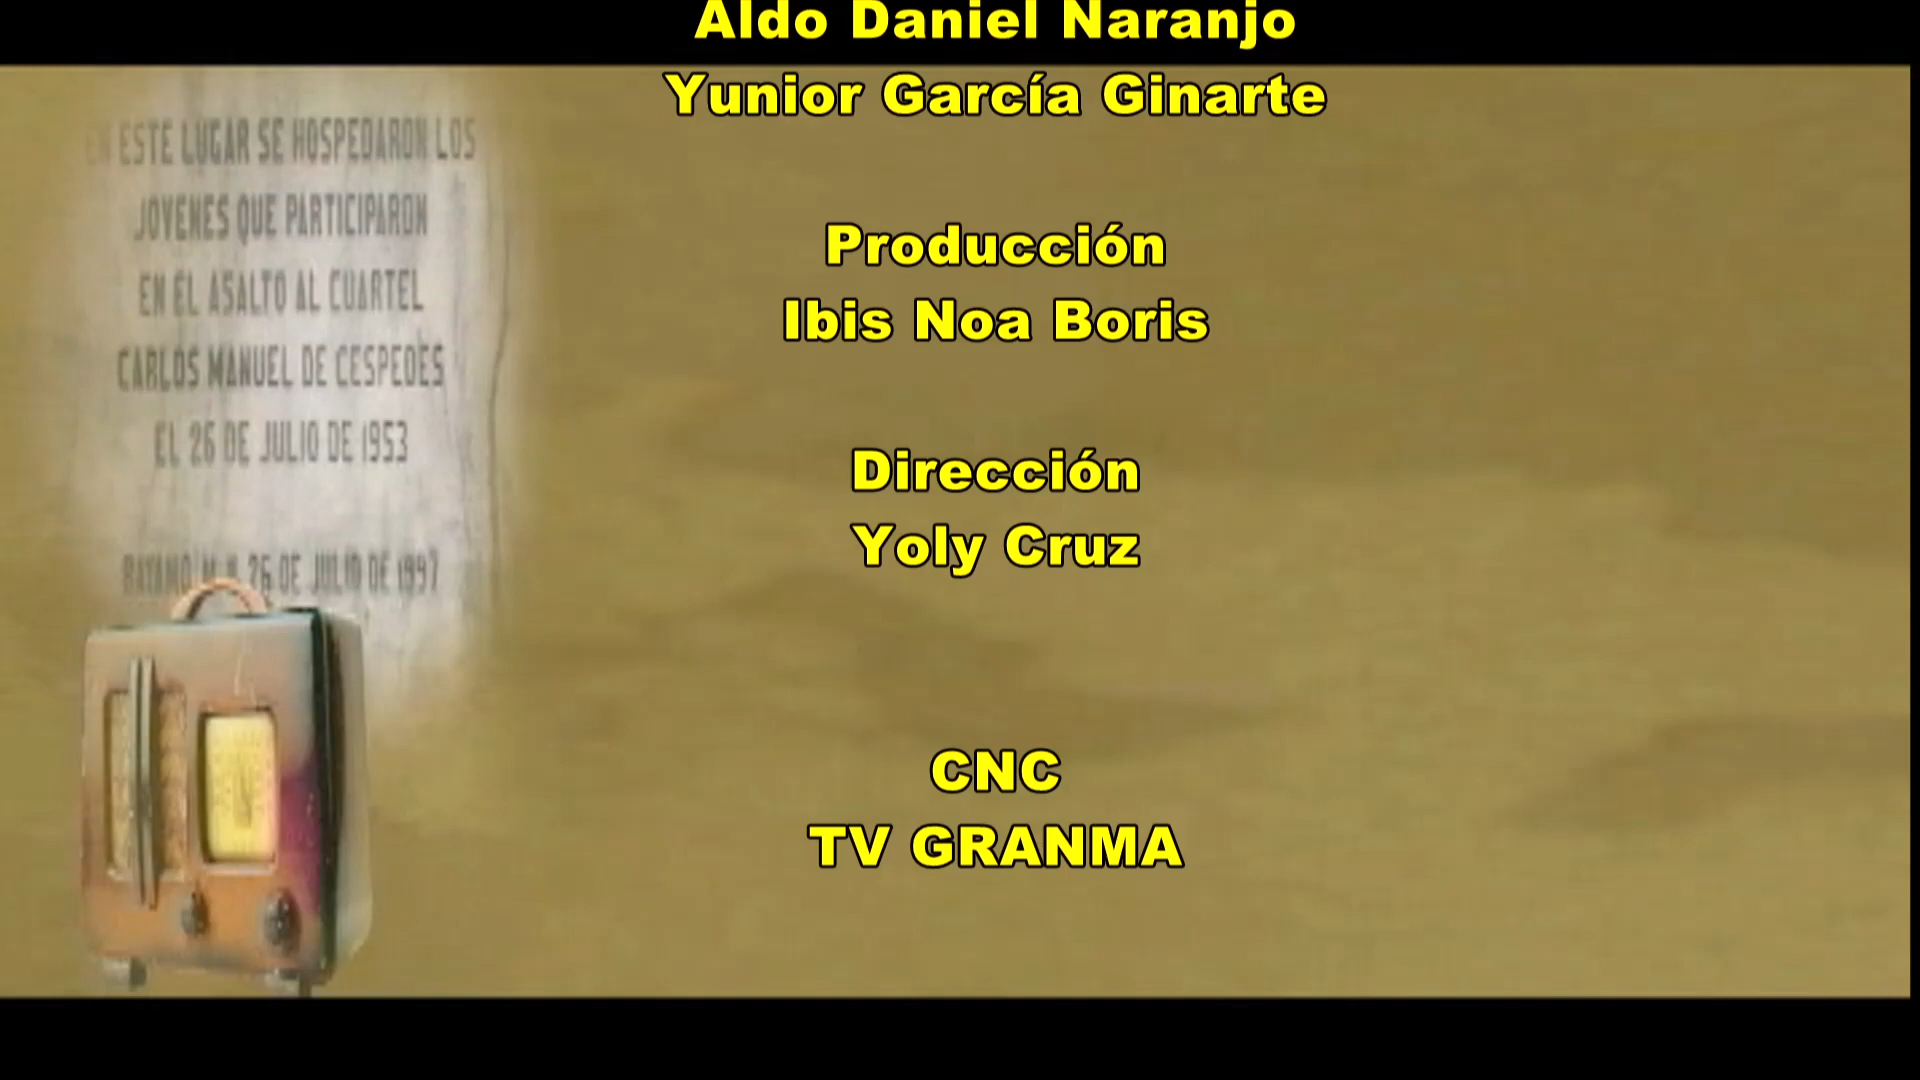 Aldo Daniel Naranjo
Yunior García Ginarte
Producción
Ibis Noa Boris
Dirección
Yoly Cruz
CNC
TV GRANMA
EN ESTE LUGAR SE HOSPEDARON LOS
JOVENES QUE PARTICIPARON
EN EL ASALTO AL CUARTEL
CARLOS MANUEL DE CESPEDES
EL 26 DE JULIO DE 1953
BAYAMO, M.N. 26 DE JULIO DE 1997